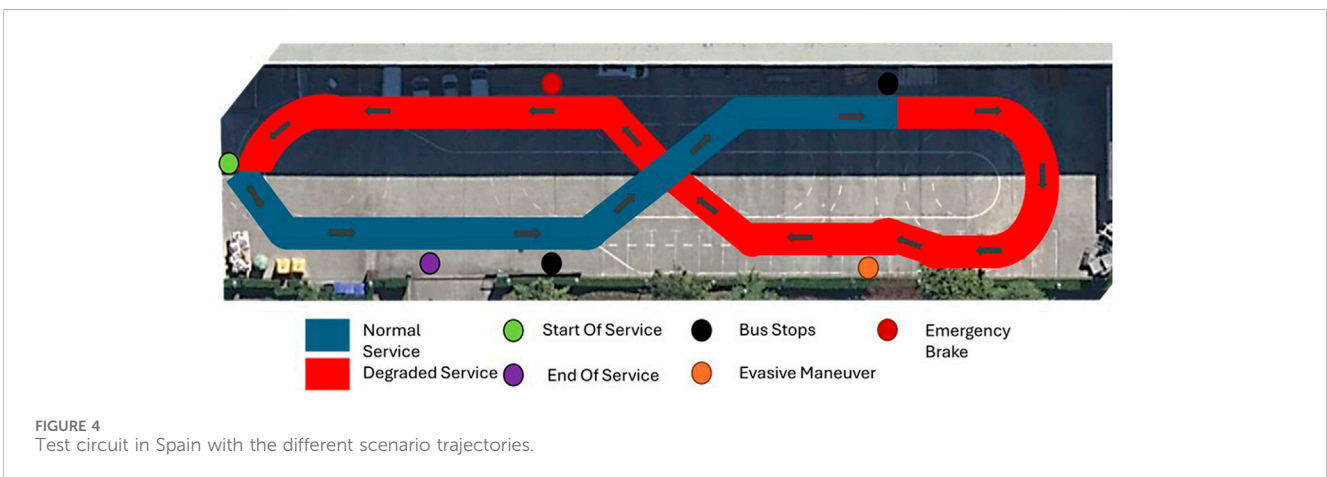 Normal Service
Degraded Service
Start Of Service
End Of Service
Bus Stops
Evasive Maneuver
Emergency Brake
FIGURE 4
Test circuit in Spain with the different scenario trajectories.